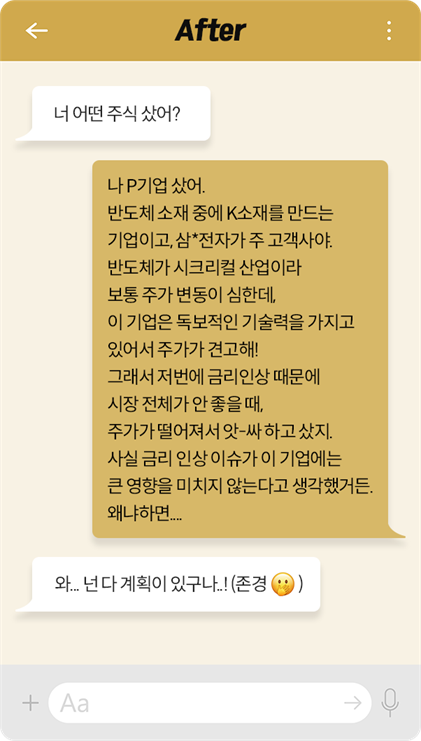 After
너 어떤 주식 샀어?
나 P기업 샀어.
반도체 소재 중에 K소재를 만드는
기업이고, 삼*전자가 주 고객사야.
반도체가 시크리컬 산업이라
보통 주가 변동이 심한데,
이 기업은 독보적인 기술력을 가지고
있어서 주가가 견고해!
그래서 저번에 금리인상 때문에
시장 전체가 안 좋을 때,
주가가 떨어져서 앗-싸 하고 샀지.
사실 금리 인상 이슈가 이 기업에는
큰 영향을 미치지 않는다고 생각했거든.
왜냐하면....
와... 넌 다 계획이 있구나..! (존경 🤭)
Aa